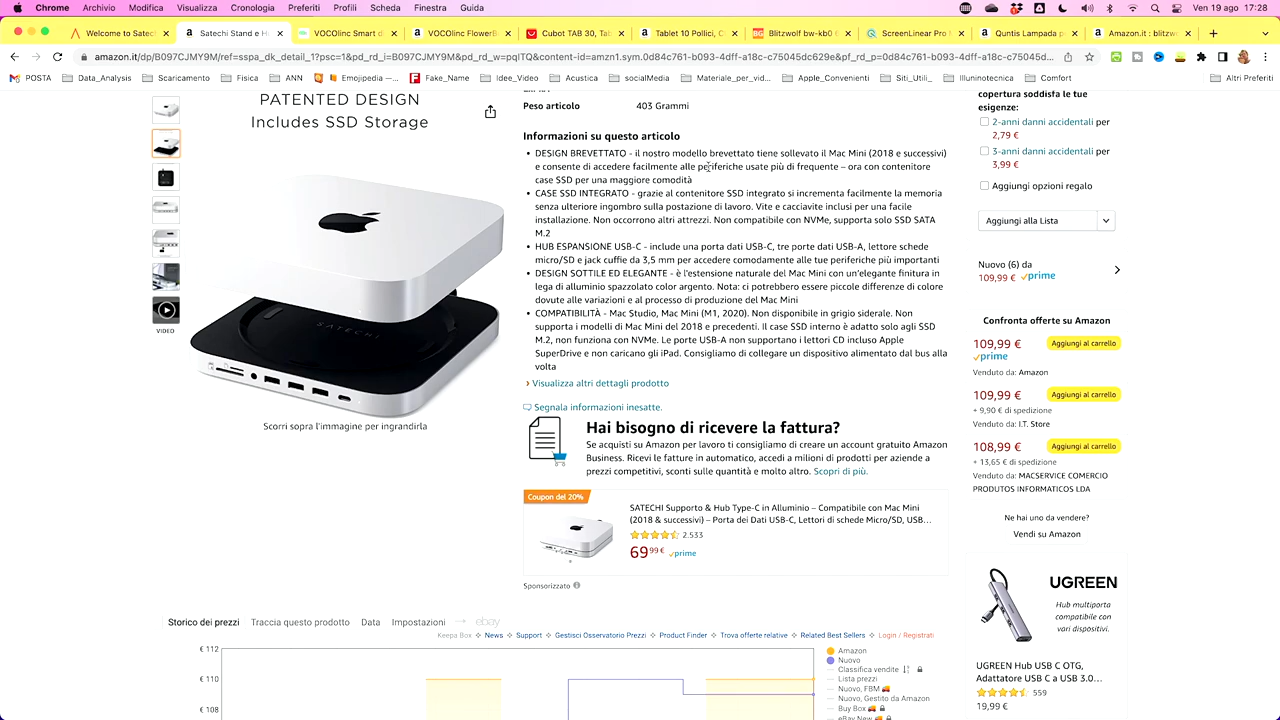 Chrome Archivio Modifica Visualizza Cronologia Preferiti Profili Scheda Finestra Guida Ven 19 ago 17:28
Welcome to Satech Satechi Stand e H VOCOlinc Smart d VOCOlinc FlowerB Cubot TAB 30, Ta Tablet 10 Pollici, C Blitzwolf bw-kb0 ScreenLinear Pro Quntis Lampada p Amazon.it : blitzw
amazon.it/dp/B097CJMY9M/ref=sspa_dk_detail_1?psc=1&pd_rd_i=B097CJMY9M&pd_rd_w=pqITQ&content-id=amzn1.sym.0d84c761-b093-4dff-a18c-c75045dc629e&pf_rd_p=0d84c761-b093-4dff-a18c-c75045d...
POSTA Data_Analysis Scaricamento Fisica ANN Emojipedia —... Fake_Name Idee_Video Acustica socialMedia Materiale_per_vid... Apple_Convenienti Siti_Utili_ Illuninotecnica Comfort Altri Preferiti
PATENTED DESIGN
Includes SSD Storage
VIDEO
SATECHI
Scorri sopra l'immagine per ingrandirla
Peso articolo 403 Grammi
Informazioni su questo articolo
• DESIGN BREVETTATO - il nostro modello brevettato tiene sollevato il Mac Mini (2018 e successivi)
e consente di accedere facilmente alle periferiche usate più di frequente – ora con contenitore
case SSD per una maggiore comodità
• CASE SSD INTEGRATO - grazie al contenitore SSD integrato si incrementa facilmente la memoria
senza ulteriore ingombro sulla postazione di lavoro. Vite e cacciavite inclusi per una facile
installazione. Non occorrono altri attrezzi. Non compatibile con NVMe, supporta solo SSD SATA
M.2
• HUB ESPANSIONE USB-C - include una porta dati USB-C, tre porte dati USB-A, lettore schede
micro/SD e jack cuffie da 3,5 mm per accedere comodamente alle tue periferiche più importanti
• DESIGN SOTTILE ED ELEGANTE - è l'estensione naturale del Mac Mini con un'elegante finitura in
lega di alluminio spazzolato color argento. Nota: ci potrebbero essere piccole differenze di colore
dovute alle variazioni e al processo di produzione del Mac Mini
• COMPATIBILITÀ - Mac Studio, Mac Mini (M1, 2020). Non disponibile in grigio siderale. Non
supporta i modelli di Mac Mini del 2018 e precedenti. Il case SSD interno è adatto solo agli SSD
M.2, non funziona con NVMe. Le porte USB-A non supportano i lettori CD incluso Apple
SuperDrive e non caricano gli iPad. Consigliamo di collegare un dispositivo alimentato dal bus alla
volta
› Visualizza altri dettagli prodotto
Segnala informazioni inesatte.
Hai bisogno di ricevere la fattura?
Se acquisti su Amazon per lavoro ti consigliamo di creare un account gratuito Amazon
Business. Ricevi le fatture in automatico, accedi a milioni di prodotti per aziende a
prezzi competitivi, sconti sulle quantità e molto altro. Scopri di più.
Coupon del 20%
SATECHI Supporto & Hub Type-C in Alluminio – Compatibile con Mac Mini
(2018 & successivi) – Porta dei Dati USB-C, Lettori di schede Micro/SD, USB...
2.533
69,99 € prime
Sponsorizzato
copertura soddisfa le tue
esigenze:
2-anni danni accidentali per
2,79 €
3-anni danni accidentali per
3,99 €
Aggiungi opzioni regalo
Aggiungi alla Lista
Nuovo (6) da
109,99 € prime
Confronta offerte su Amazon
109,99 € Aggiungi al carrello
prime
Venduto da: Amazon
109,99 € Aggiungi al carrello
+ 9,90 € di spedizione
Venduto da: I.T. Store
108,99 € Aggiungi al carrello
+ 13,65 € di spedizione
Venduto da: MACSERVICE COMERCIO
PRODUTOS INFORMATICOS LDA
Ne hai uno da vendere?
Vendi su Amazon
UGREEN
Hub multiporta
compatibile con
vari dispositivi.
UGREEN Hub USB C OTG,
Adattatore USB C a USB 3.0...
559
19,99 €
Storico dei prezzi Traccia questo prodotto Data Impostazioni → ebay
Keepa Box News Support Gestisci Osservatorio Prezzi Product Finder Trova offerte relative Related Best Sellers Login / Registrati
€ 112
€ 110
€ 108
Amazon
Nuovo
Classifica vendite
Lista prezzi
Nuovo, FBM
Nuovo, Gestito da Amazon
Buy Box
eBay New